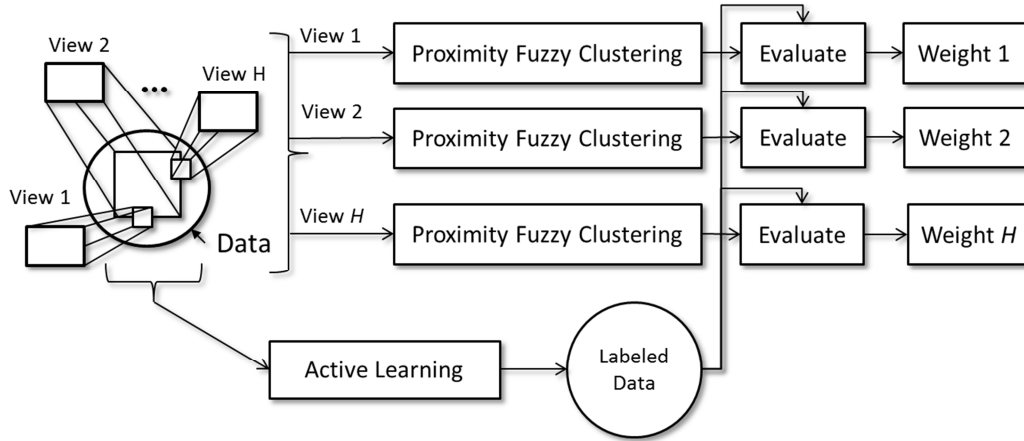 View 2
...
View H
View 1
Data
View 1
Proximity Fuzzy Clustering
Evaluate
Weight 1
View 2
Proximity Fuzzy Clustering
Evaluate
Weight 2
View H
Proximity Fuzzy Clustering
Evaluate
Weight H
Active Learning
Labeled
Data